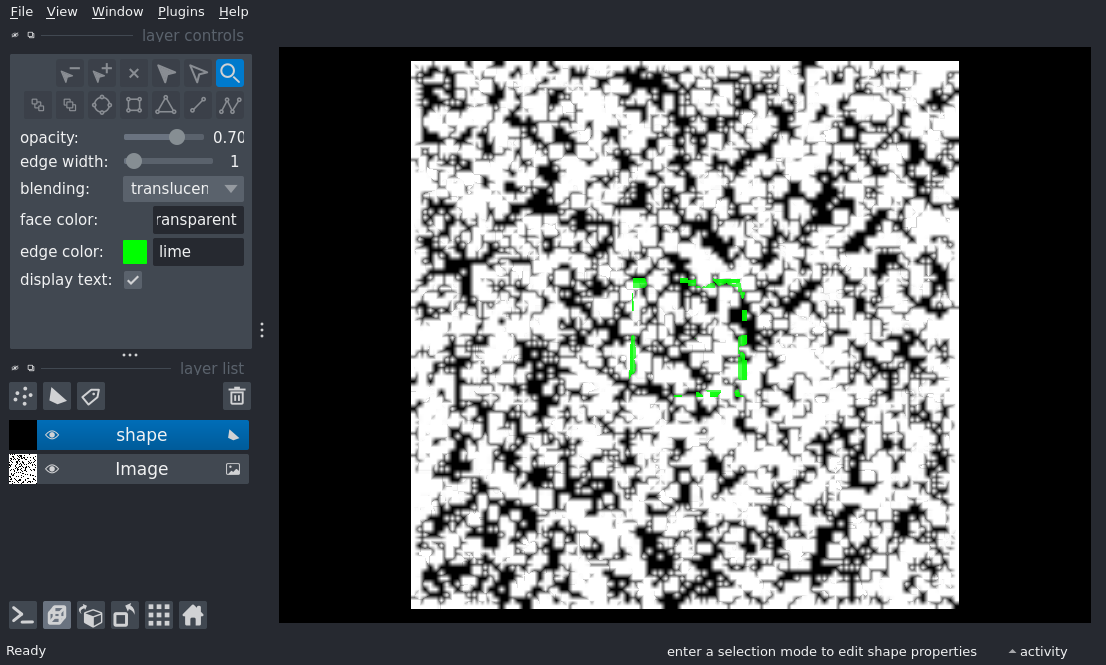 File View Window Plugins Help
layer controls
opacity: 0.70
edge width: 1
blending: translucen
face color: ransparent
edge color: lime
display text:
layer list
shape
Image
Ready
enter a selection mode to edit shape properties
activity